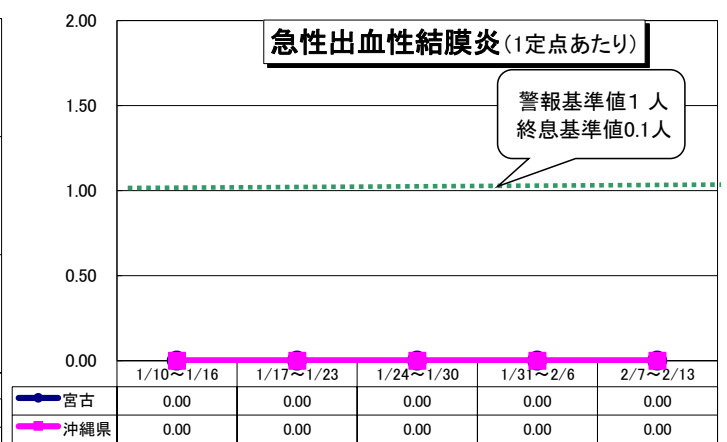 急性出血性結膜炎(1定点あたり)
警報基準値1 人
終息基準値0.1人
2.00
1.50
1.00
0.50
0.00
1/10～1/16 1/17～1/23 1/24～1/30 1/31～2/6 2/7～2/13
宮古 0.00 0.00 0.00 0.00 0.00
沖縄県 0.00 0.00 0.00 0.00 0.00